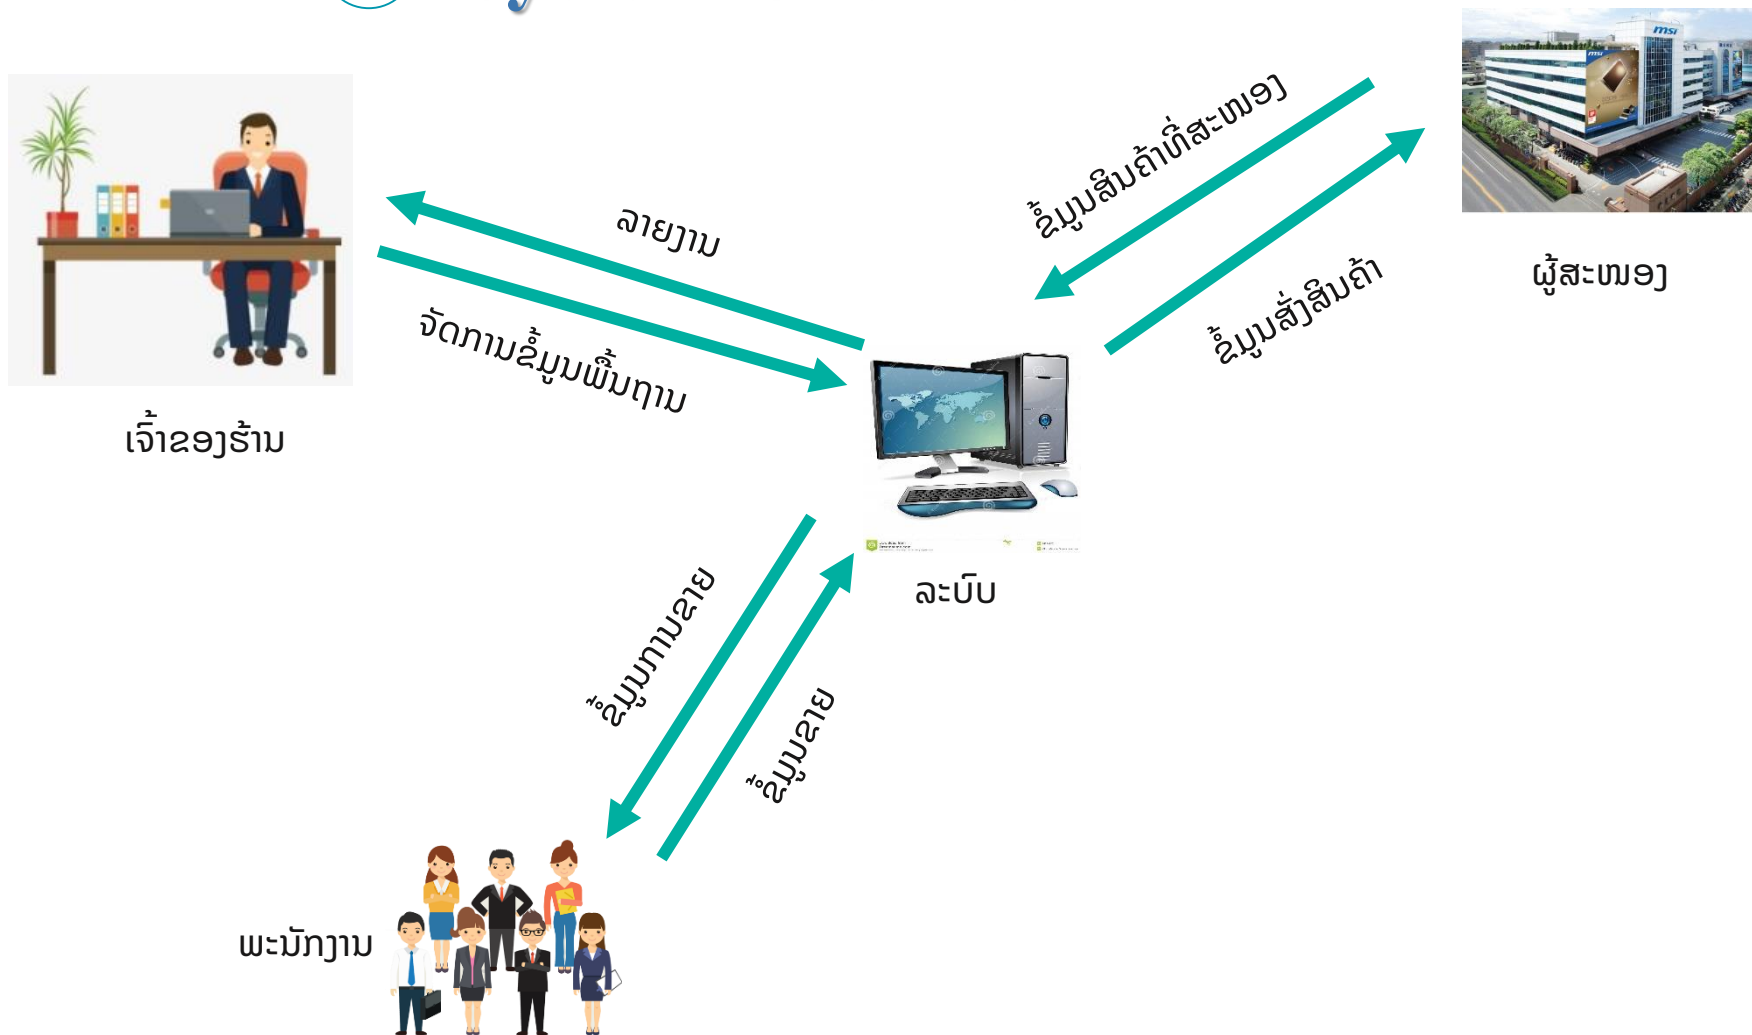 msi
ຂໍ້ມູນສິນຄ້າທີ່ສະໜອງ
ລາຍງານ
ຜູ້ສະໜອງ
ຂໍ້ມູນສັ່ງສິນຄ້າ
ຈັດການຂໍ້ມູນພື້ນຖານ
ເຈົ້າຂອງຮ້ານ
ລະບົບ
ຂໍ້ມູນການຂາຍ
ຂໍ້ມູນຂາຍ
ພະນັກງານ